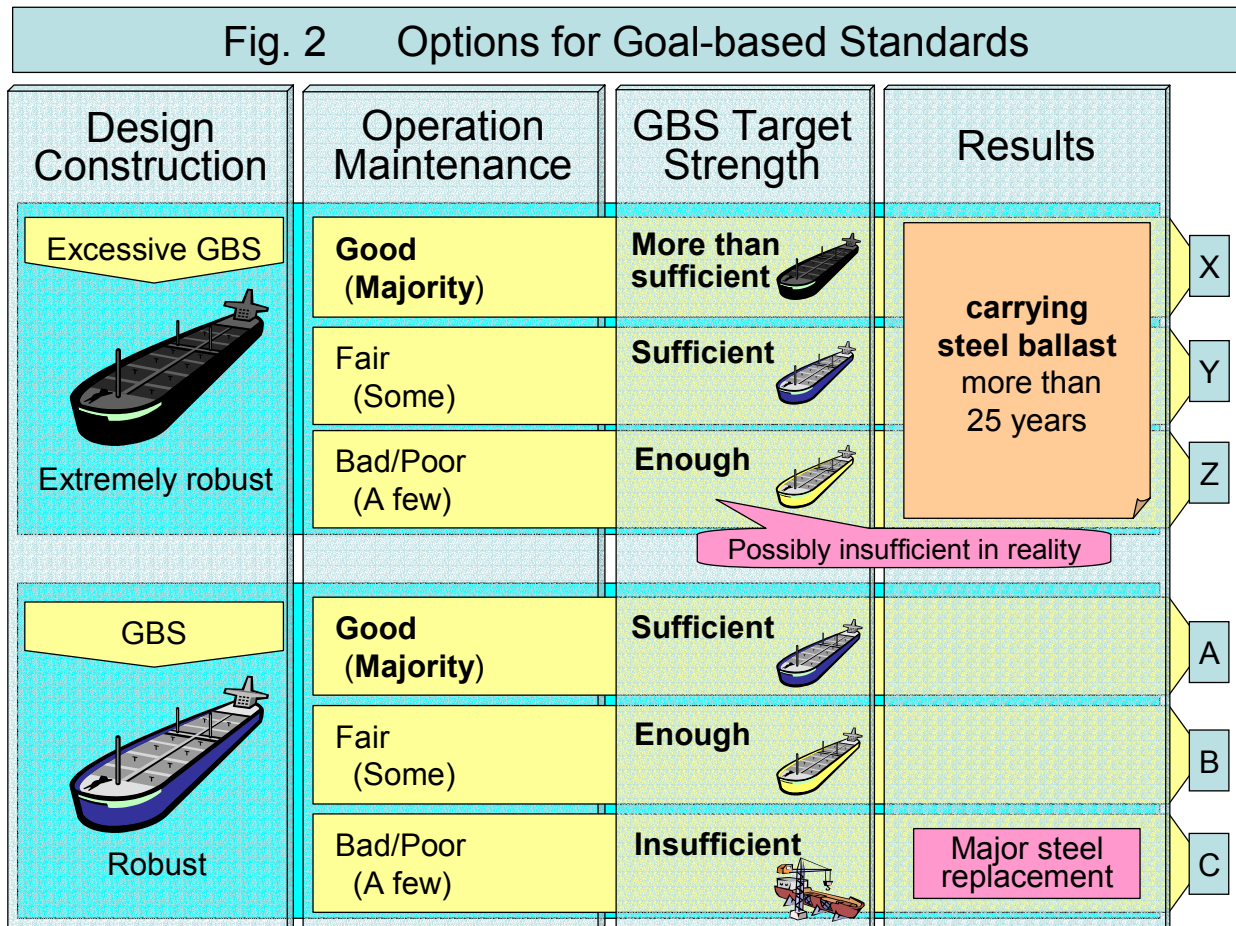 Fig. 2 Options for Goal-based Standards
Design
Construction
Operation
Maintenance
GBS Target
Strength
Results
Excessive GBS
Extremely robust
Good
(Majority)
More than
sufficient
Fair
(Some)
Sufficient
Bad/Poor
(A few)
Enough
Possibly insufficient in reality
carrying
steel ballast
more than
25 years
X
Y
Z
GBS
Robust
Good
(Majority)
Sufficient
A
Fair
(Some)
Enough
B
Bad/Poor
(A few)
Insufficient
Major steel
replacement
C